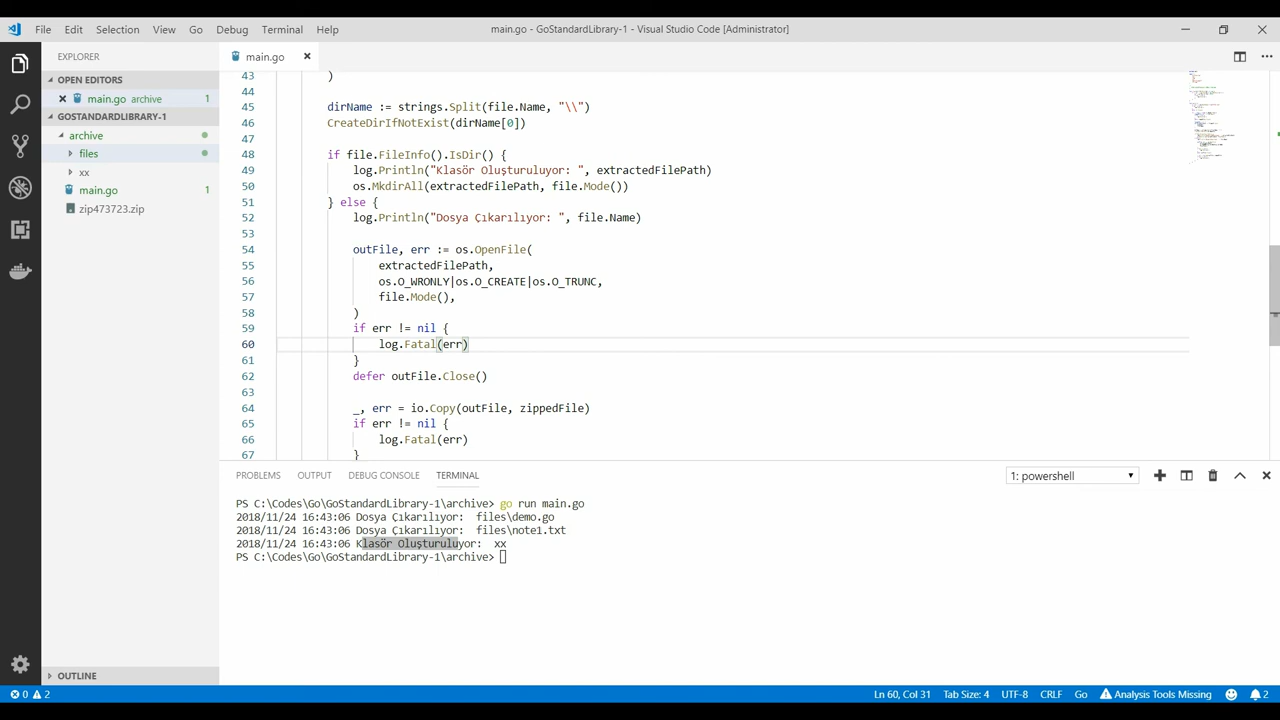 File Edit Selection View Go Debug Terminal Help
main.go - GoStandardLibrary-1 - Visual Studo Code [Administrator]
EXPLORER
OPEN EDITORS
main.go archive 1
GOSTANDARDLIBRARY-1
archive
files
xx
main.go 1
zip473723.zip
OUTLINE
main.go
43 )
44
45 dirName := strings.Split(file.Name, "\\")
46 CreateDirIfNotExist(dirName[0])
47
48 if file.FileInfo().IsDir() {
49 log.Println("Klasör Oluşturuluyor: ", extractedFilePath)
50 os.MkdirAll(extractedFilePath, file.Mode())
51 } else {
52 log.Println("Dosya Çıkarılıyor: ", file.Name)
53
54 outFile, err := os.OpenFile(
55 extractedFilePath,
56 os.O_WRONLY|os.O_CREATE|os.O_TRUNC,
57 file.Mode(),
58 )
59 if err != nil {
60 log.Fatal(err)
61 }
62 defer outFile.Close()
63
64 _, err = io.Copy(outFile, zippedFile)
65 if err != nil {
66 log.Fatal(err)
67 }
PROBLEMS OUTPUT DEBUG CONSOLE TERMINAL
1: powershell
PS C:\Codes\Go\GoStandardLibrary-1\archive> go run main.go
2018/11/24 16:43:06 Dosya Çıkarılıyor: files\demo.go
2018/11/24 16:43:06 Dosya Çıkarılıyor: files\note1.txt
2018/11/24 16:43:06 Klasör Oluşturuluyor: xx
PS C:\Codes\Go\GoStandardLibrary-1\archive>
0 2
Ln 60, Col 31 Tab Size: 4 UTF-8 CRLF Go Analysis Tools Missing 2